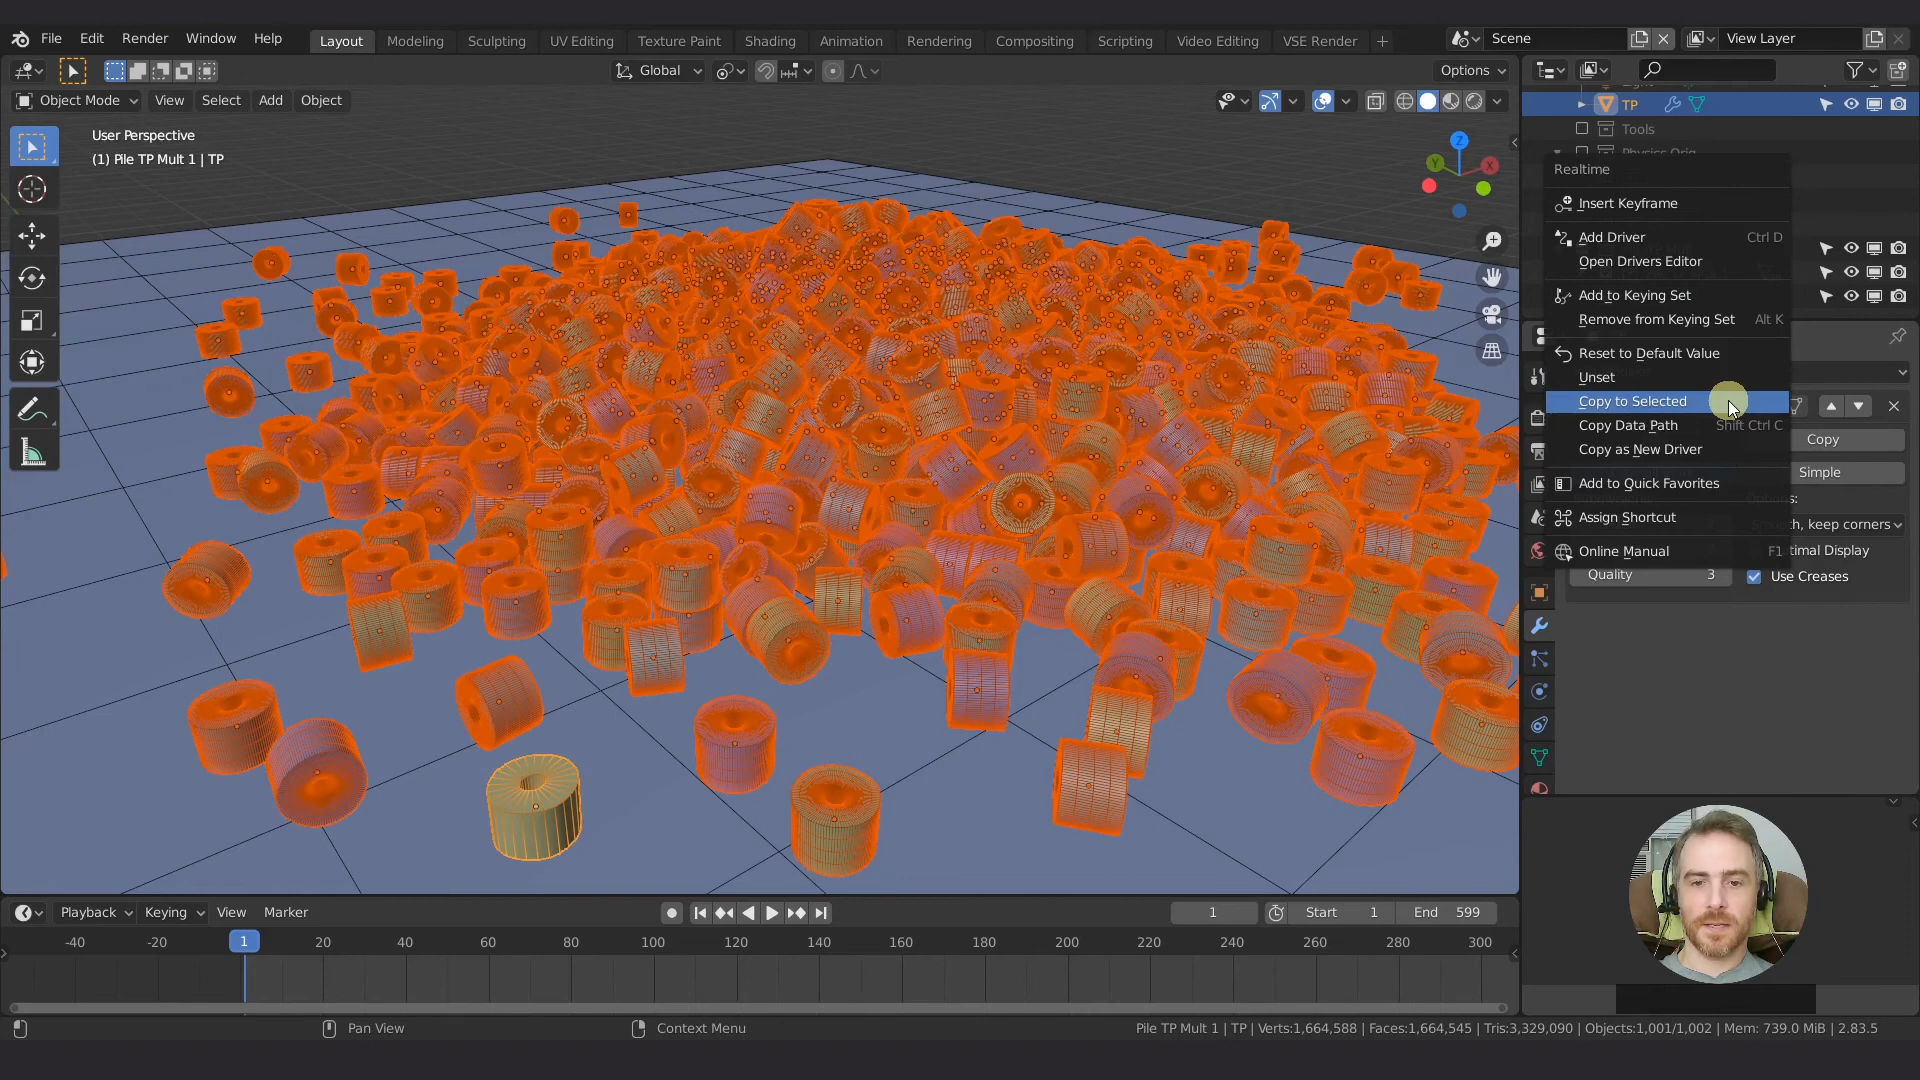 File Edit Render Window Help
Layout Modeling Sculpting UV Editing Texture Paint Shading Animation Rendering Compositing Scripting Video Editing VSE Render
Scene
View Layer
Global
Options
Object Mode View Select Add Object
User Perspective
(1) Pile TP Mult 1 | TP
Z
Y
X
TP
Tools
Physics Orig
Realtime
Insert Keyframe
Add Driver Ctrl D
Open Drivers Editor
Add to Keying Set
Remove from Keying Set Alt K
Reset to Default Value
Unset
Copy to Selected
Copy Data Path Shift Ctrl C
Copy as New Driver
Add to Quick Favorites
Assign Shortcut
Online Manual F1
Copy
Simple
Options:
Smooth, keep corners
timal Display
Quality 3
Use Creases
Playback Keying View Marker
1
Start 1
End 599
-40 -20 1 20 40 60 80 100 120 140 160 180 200 220 240 260 280 300
Pan View
Context Menu
Pile TP Mult 1 | TP | Verts:1,664,588 | Faces:1,664,545 | Tris:3,329,090 | Objects:1,001/1,002 | Mem: 739.0 MiB | 2.83.5